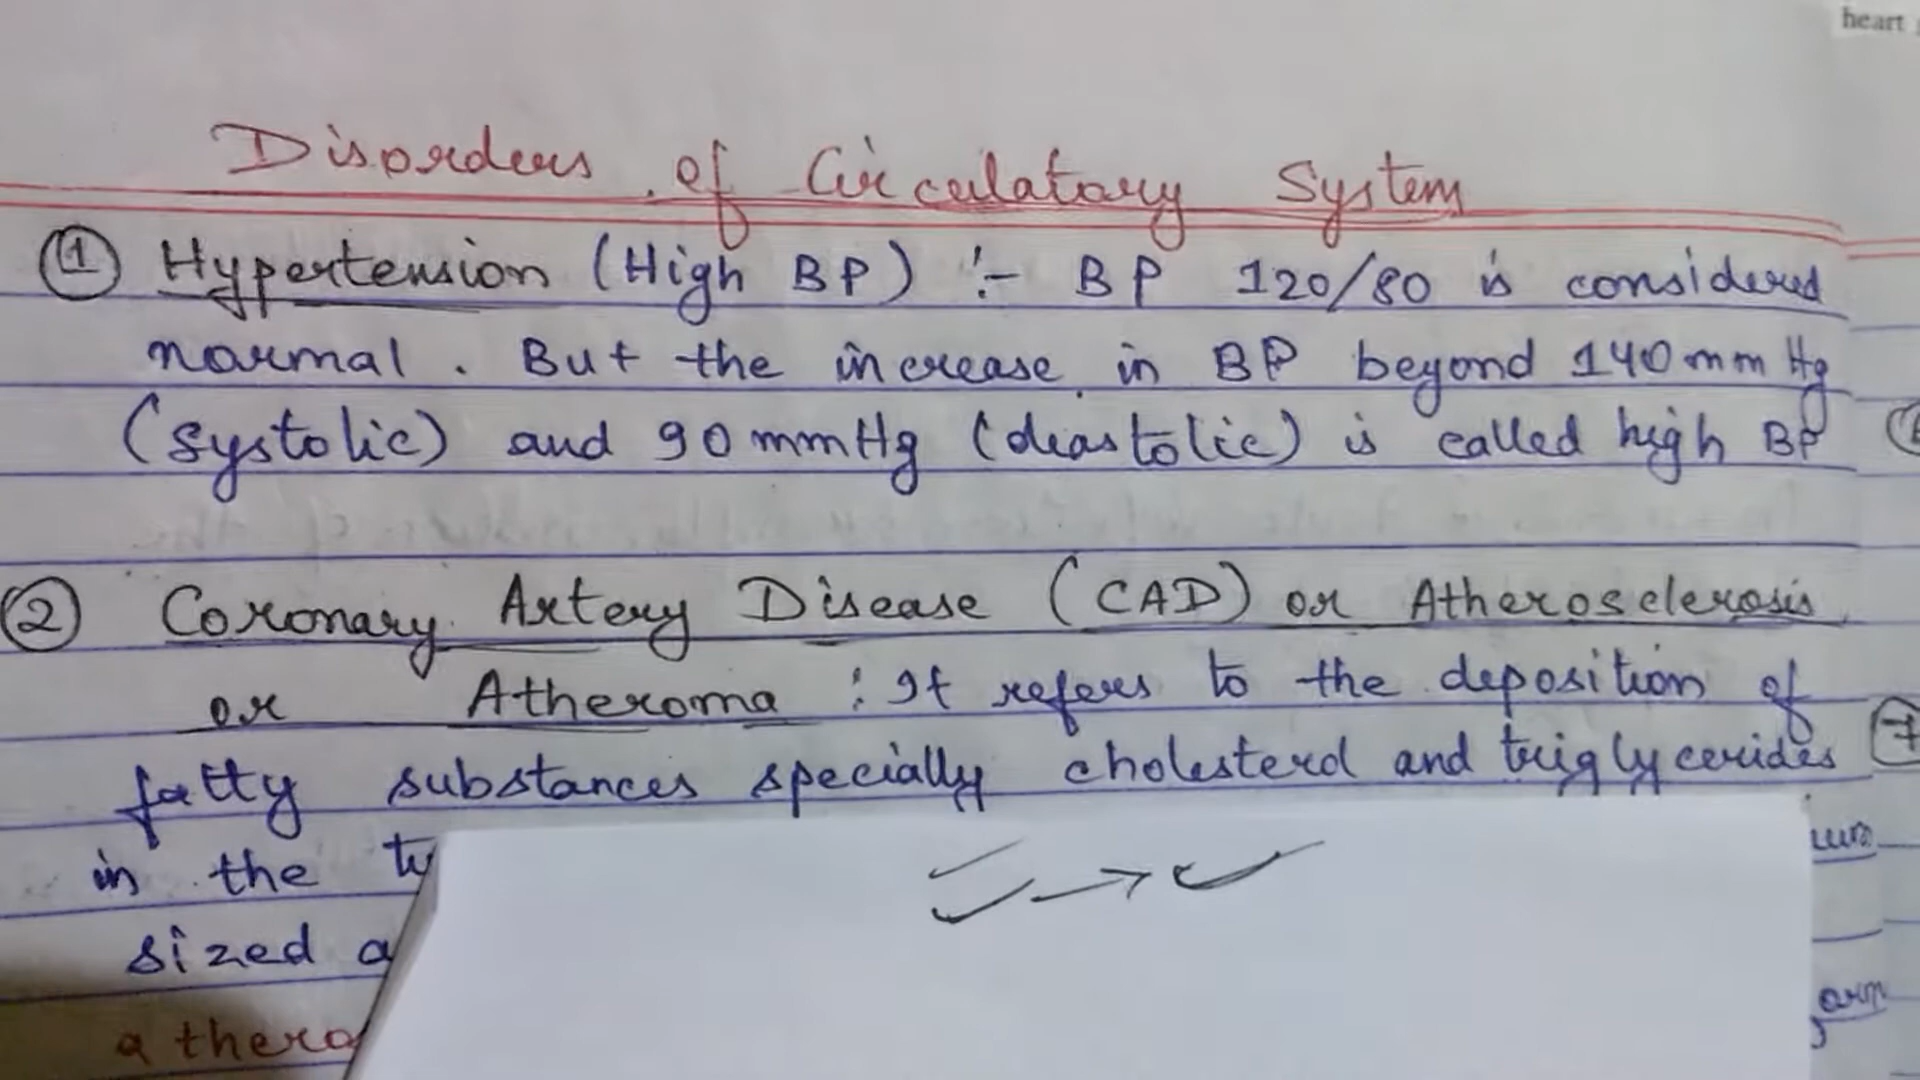 heart
Disorders of Circulatory System
① Hypertension (High BP) :- BP 120/80 is considered
normal. But the increase in BP beyond 140 mm Hg
(systolic) and 90 mmHg (diastolic) is called high BP
② Coronary Artery Disease (CAD) or Atherosclerosis
or Atheroma : It refers to the deposition of
fatty substances specially cholesterol and triglycerides
in the
sized a